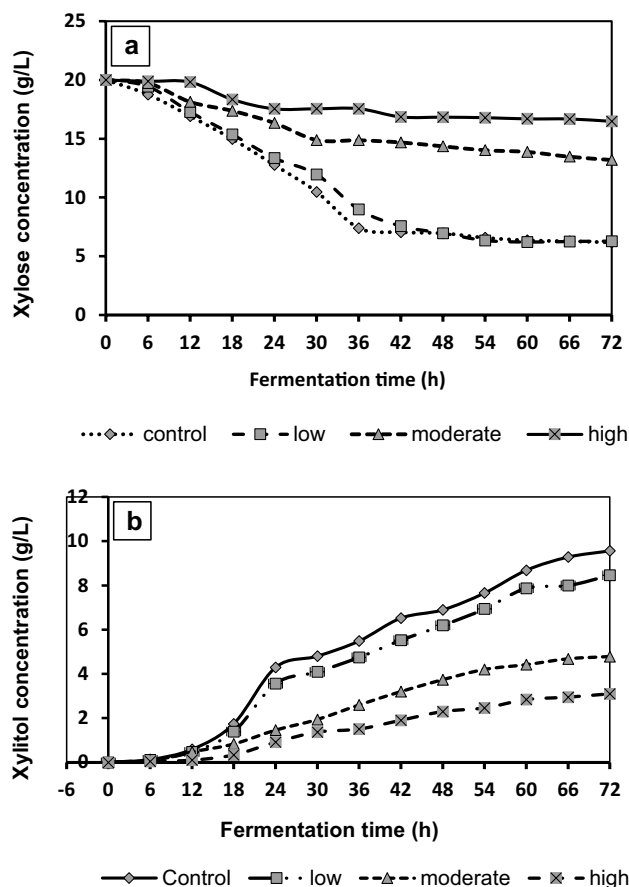 a
Xylose concentration (g/L)
25
20
15
10
5
0
0 6 12 18 24 30 36 42 48 54 60 66 72
Fermentation time (h)
control low moderate high
b
Xylitol concentration (g/L)
12
10
8
6
4
2
0
-6 0 6 12 18 24 30 36 42 48 54 60 66 72
Fermentation time (h)
Control low moderate high